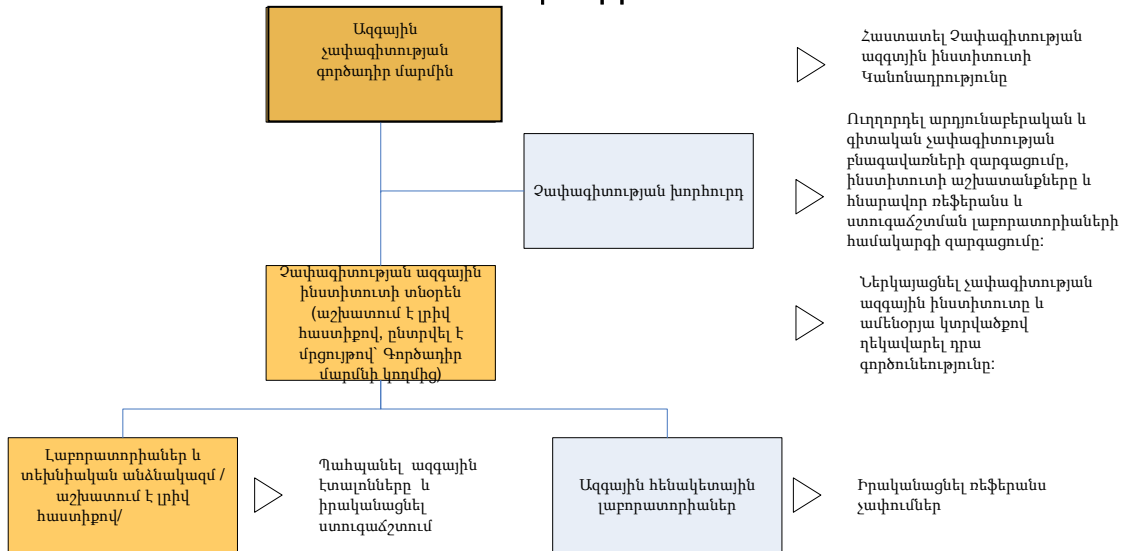 Ազգային
չափագիտության
գործադիր մարմին
Հաստատել Չափագիտության
ազգտյին ինստիտուտի
Կանոնադրությունը
Չափագիտության խորհուրդ
Ուղղորդել արդյունաբերական և
գիտական չափագիտության
բնագավառների զարգացումը,
ինստիտուտի աշխատանքները և
հնարավոր ռեֆերանս և
ստուգաճշտման լաբորատորիաների
համակարգի զարգացումը:
Չափագիտության ազգային
ինստիտուտի տնօրեն
(աշխատում է լրիվ
հաստիքով, ընտրվել է
մրցույթով՝ Գործադիր
մարմնի կողմից)
Ներկայացնել չափագիտության
ազգային ինստիտուտը և
ամենօրյա կտրվածքով
ղեկավարել դրա
գործունեությունը:
Լաբորատորիաներ և
տեխնիական անձնակազմ /
աշխատում է լրիվ
հաստիքով/
Պահպանել ազգային
էտալոնները և
իրականացնել
ստուգաճշտում
Ազգային հենակետային
լաբորատորիաներ
Իրականացնել ռեֆերանս
չափումներ